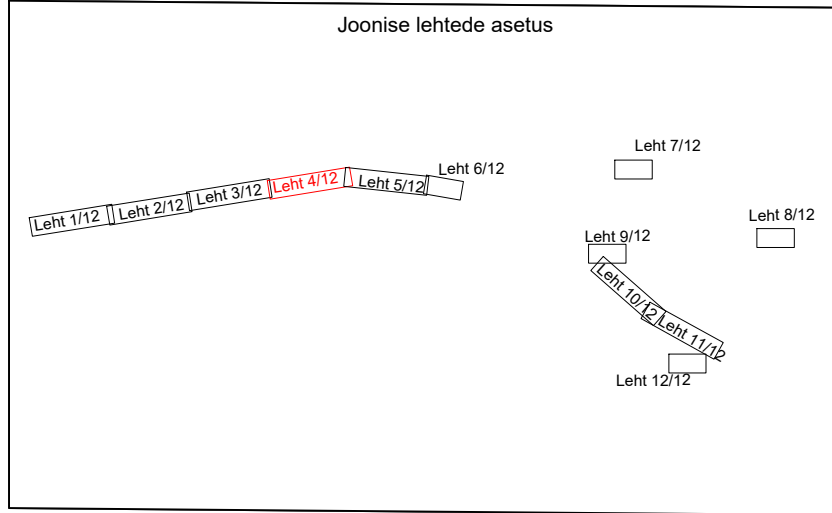 Joonise lehtede asetus
Leht 1/12
Leht 2/12
Leht 3/12
Leht 4/12
Leht 5/12
Leht 6/12
Leht 7/12
Leht 8/12
Leht 9/12
Leht 10/12
Leht 11/12
Leht 12/12